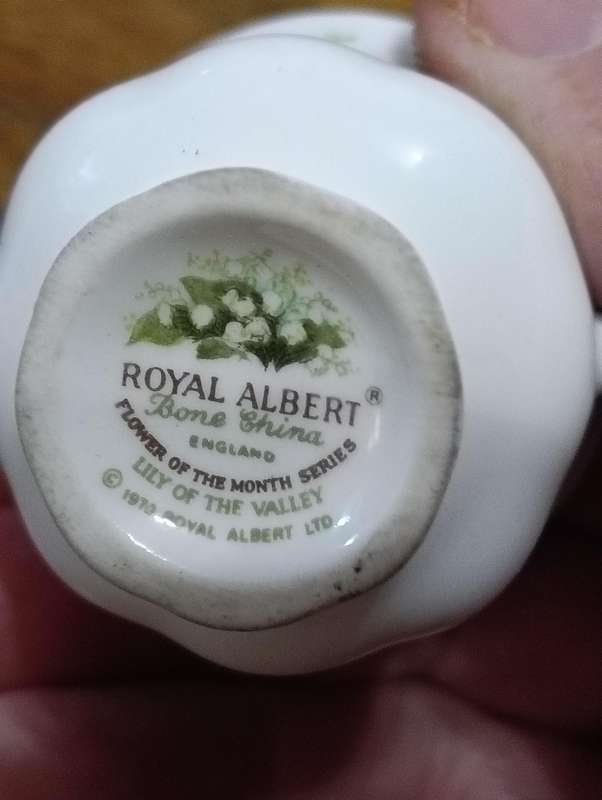 ROYAL ALBERT ®
Bone China
ENGLAND
FLOWER OF THE MONTH SERIES
LILY OF THE VALLEY
© 1970 ROYAL ALBERT LTD